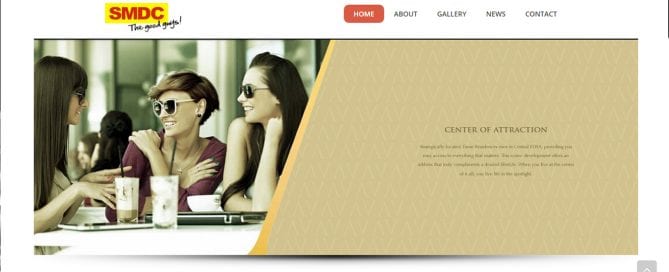 SMDC
The good guys!
HOME ABOUT GALLERY NEWS CONTACT
CENTER OF ATTRACTION
Strategically located, Fame Residences rises in Central EDSA, providing you
easy access to everything that matters. This iconic development offers an
address that truly complements a desired lifestyle. When you live at the center
of it all, you live life in the spotlight.